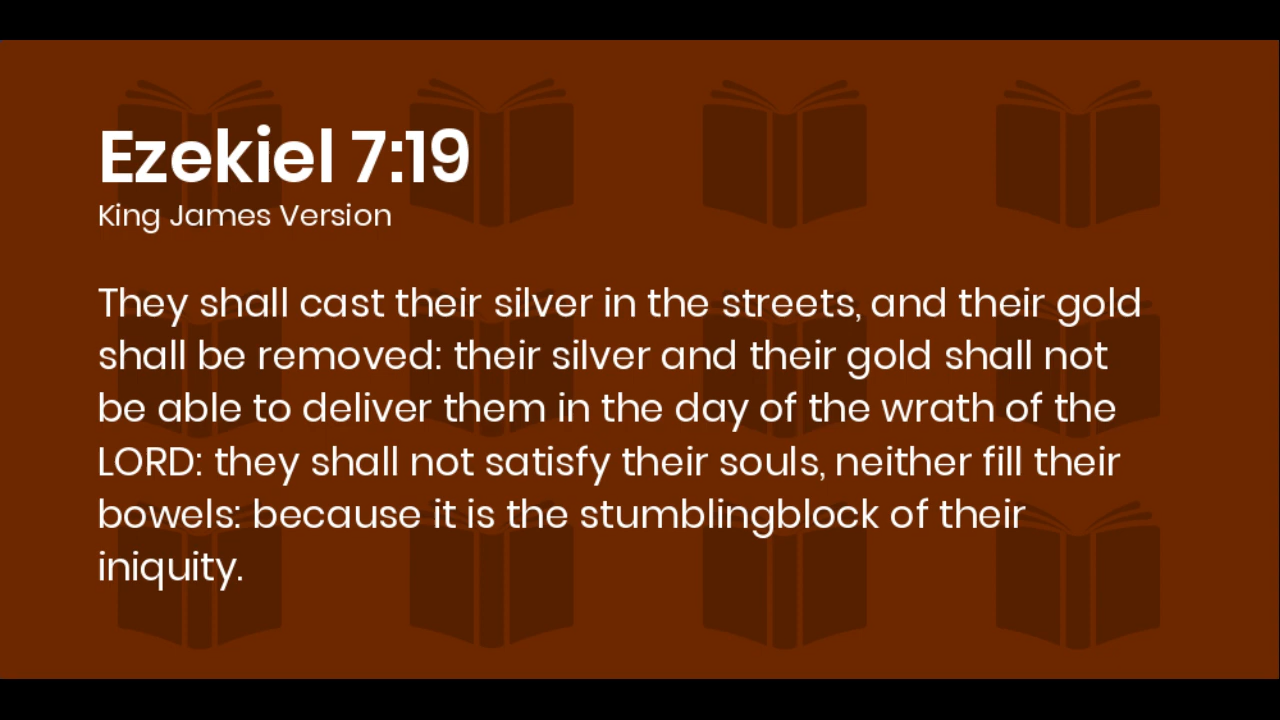 Ezekiel 7:19
King James Version
They shall cast their silver in the streets, and their gold
shall be removed: their silver and their gold shall not
be able to deliver them in the day of the wrath of the
LORD: they shall not satisfy their souls, neither fill their
bowels: because it is the stumblingblock of their
iniquity.